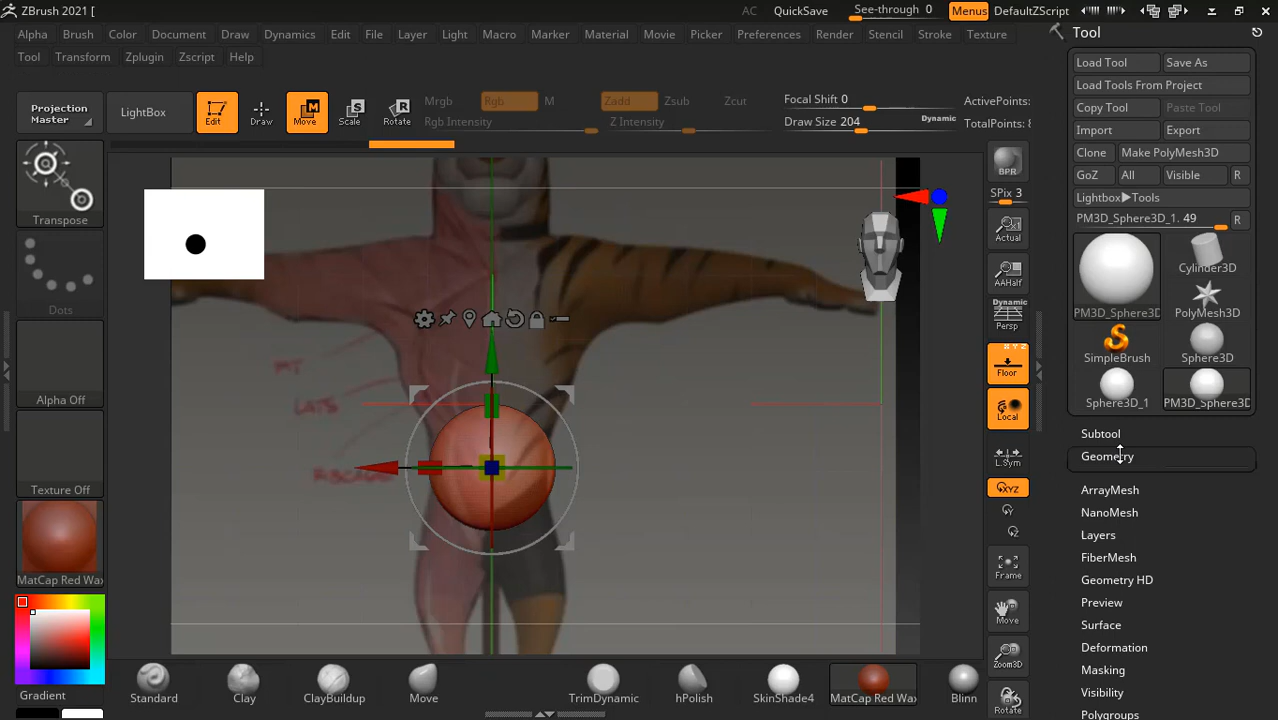 ZBrush 2021 [
AC
QuickSave
See-through 0
Menus
DefaultZScript
Alpha
Brush
Color
Document
Draw
Dynamics
Edit
File
Layer
Light
Macro
Marker
Material
Movie
Picker
Preferences
Render
Stencil
Stroke
Texture
Tool
Transform
Zplugin
Zscript
Help
Projection
Master
LightBox
Edit
Draw
Move
Scale
Rotate
Mrgb
Rgb
M
Rgb Intensity
Zadd
Zsub
Zcut
Z Intensity
Focal Shift 0
Draw Size 204
Dynamic
ActivePoints:
TotalPoints: 8
Transpose
Dots
Alpha Off
Texture Off
MatCap Red Wax
Gradient
LATS
BPR
SPix 3
Actual
AAHalf
Dynamic
Persp
X Y Z
Floor
Local
L.Sym
XYZ
Y
Z
Frame
Move
Zoom3D
Rotate
Standard
Clay
ClayBuildup
Move
TrimDynamic
hPolish
SkinShade4
MatCap Red Wax
Blinn
Tool
Load Tool
Save As
Load Tools From Project
Copy Tool
Paste Tool
Import
Export
Clone
Make PolyMesh3D
GoZ
All
Visible
R
Lightbox▶Tools
PM3D_Sphere3D_1. 49
R
PM3D_Sphere3D
Cylinder3D
PolyMesh3D
SimpleBrush
Sphere3D
Sphere3D_1
PM3D_Sphere3D
Subtool
Geometry
ArrayMesh
NanoMesh
Layers
FiberMesh
Geometry HD
Preview
Surface
Deformation
Masking
Visibility
Polygroups